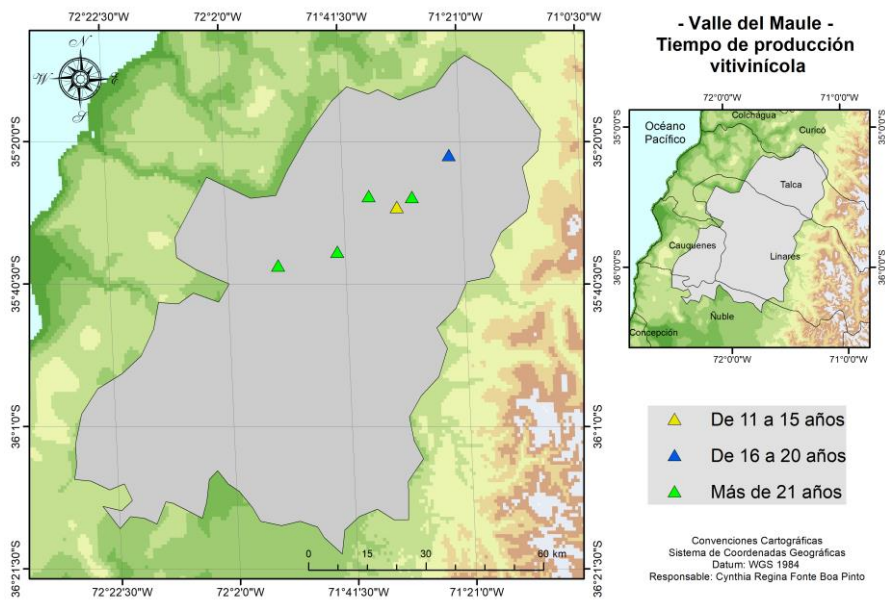 72°22'30"W
72°2'0"W
71°41'30"W
71°21'0"W
71°0'30"W
N
W
E
S
35°20'0"S
35°20'0"S
35°40'30"S
35°40'30"S
36°1'0"S
36°1'0"S
36°21'30"S
36°21'30"S
0
15
30
60 km
72°22'30"W
72°2'0"W
71°41'30"W
71°21'0"W
- Valle del Maule -
Tiempo de producción
vitivinícola
72°0'0"W
71°0'0"W
Océano
Pacífico
Colchagua
Curicó
Talca
Cauquenes
Linares
Ñuble
Concepción
35°0'0"S
35°0'0"S
36°0'0"S
36°0'0"S
72°0'0"W
71°0'0"W
De 11 a 15 años
De 16 a 20 años
Más de 21 años
Convenciones Cartográficas
Sistema de Coordenadas Geográficas
Datum: WGS 1984
Responsable: Cynthia Regina Fonte Boa Pinto